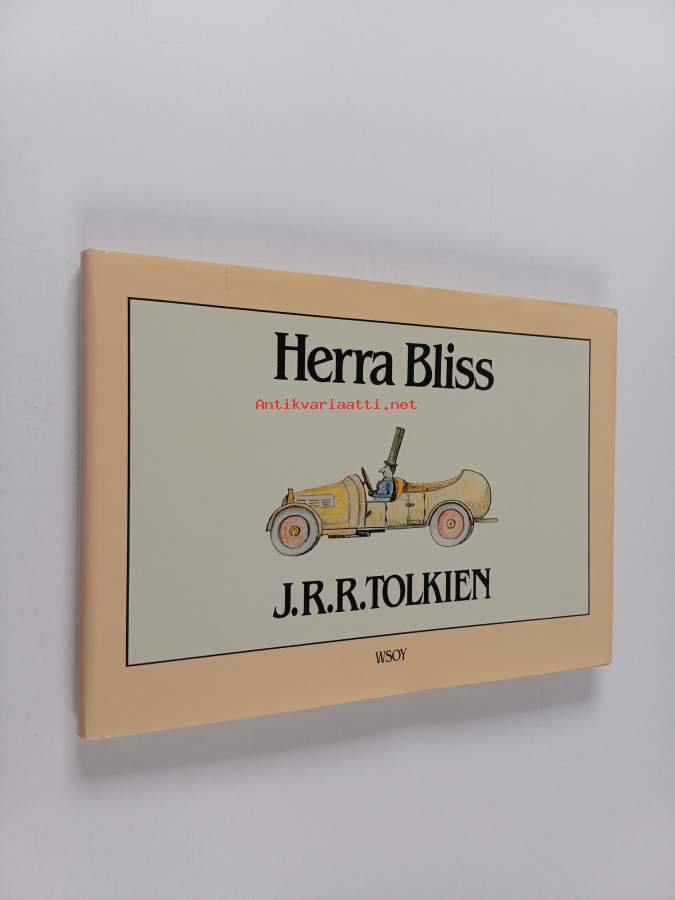 Herra Bliss
Antikvariaatti.net
J.R.R.TOLKIEN
WSOY